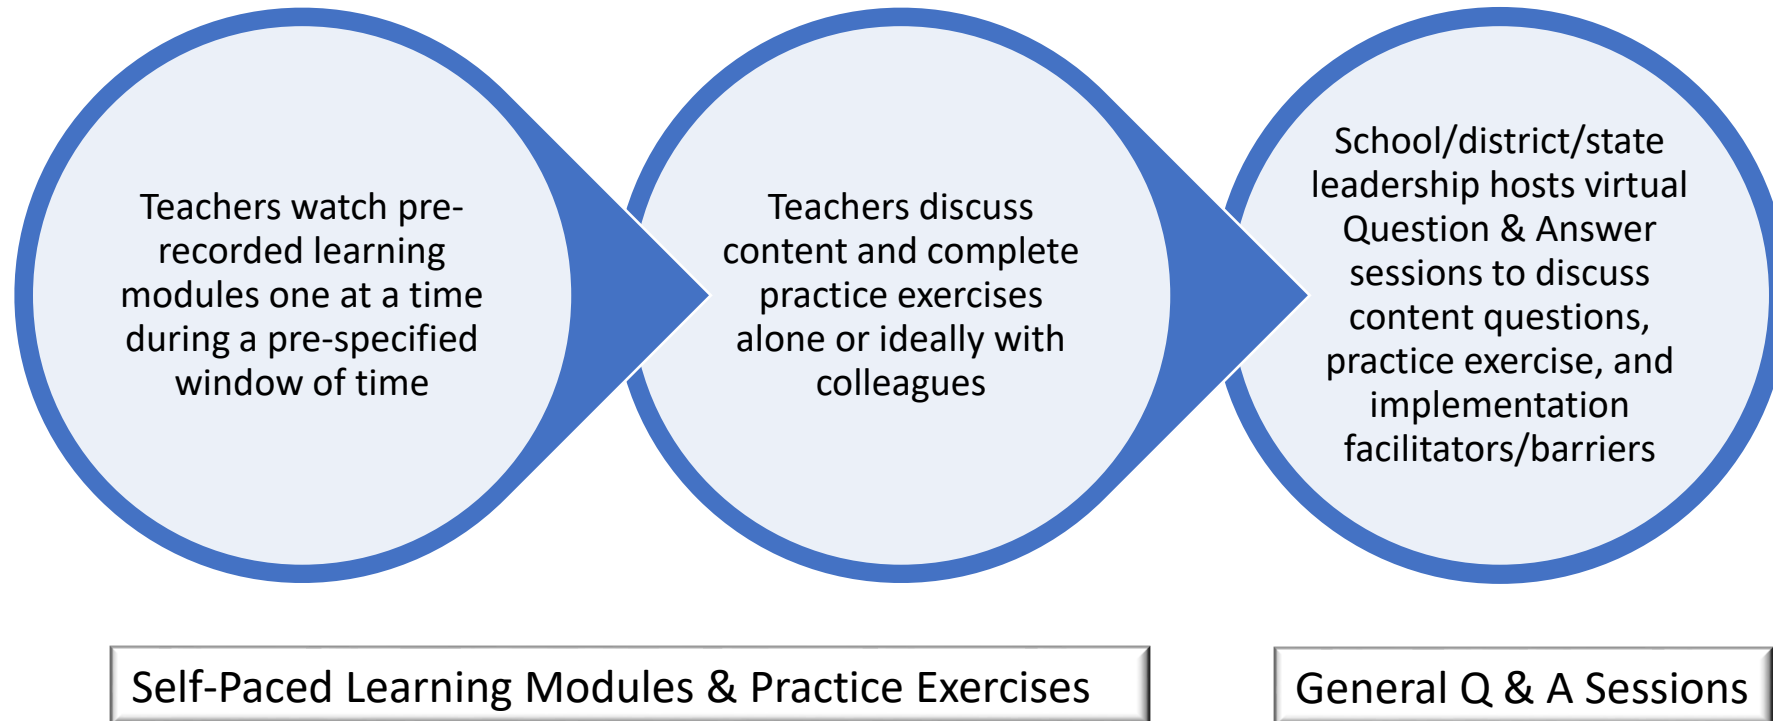 Teachers watch pre-
recorded learning
modules one at a time
during a pre-specified
window of time
Teachers discuss
content and complete
practice exercises
alone or ideally with
colleagues
School/district/state
leadership hosts virtual
Question & Answer
sessions to discuss
content questions,
practice exercise, and
implementation
facilitators/barriers
Self-Paced Learning Modules & Practice Exercises
General Q & A Sessions